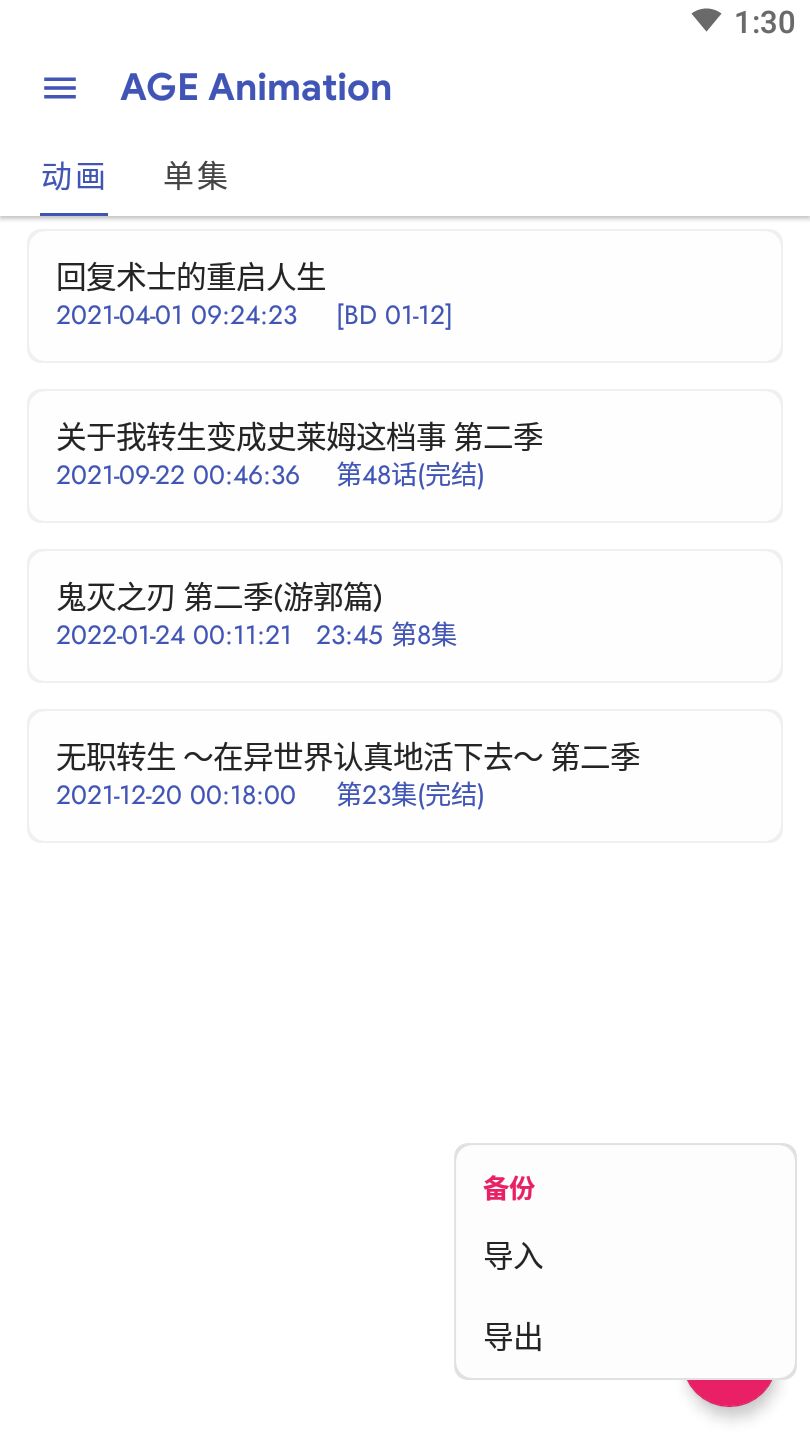 1:30
AGE Animation
动画 单集
回复术士的重启人生
2021-04-01 09:24:23 [BD 01-12]
关于我转生变成史莱姆这档事 第二季
2021-09-22 00:46:36 第48话(完结)
鬼灭之刃 第二季(游郭篇)
2022-01-24 00:11:21 23:45 第8集
无职转生 ～在异世界认真地活下去～ 第二季
2021-12-20 00:18:00 第23集(完结)
备份
导入
导出